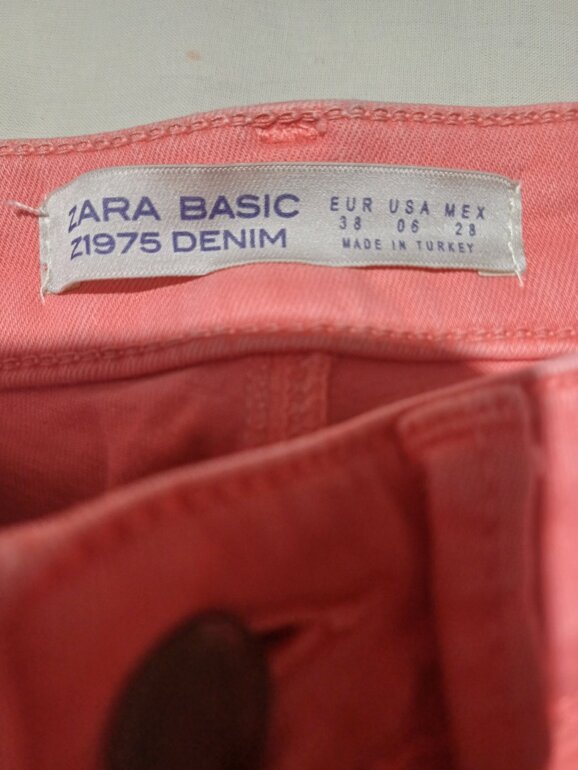 ZARA BASIC
Z1975 DENIM
EUR USA MEX
38 06 28
MADE IN TURKEY